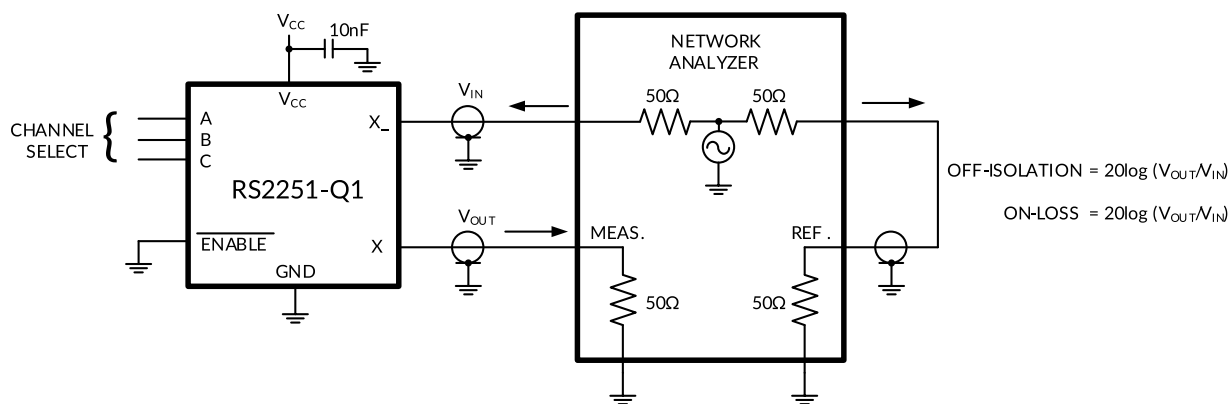 VCC
10nF
VCC
CHANNEL
SELECT
{
A
B
C
X_
RS2251-Q1
ENABLE
X
GND
VIN
VOUT
NETWORK
ANALYZER
50Ω
50Ω
MEAS.
REF.
50Ω
50Ω
OFF-ISOLATION = 20log (VOUT/VIN)
ON-LOSS = 20log (VOUT/VIN)